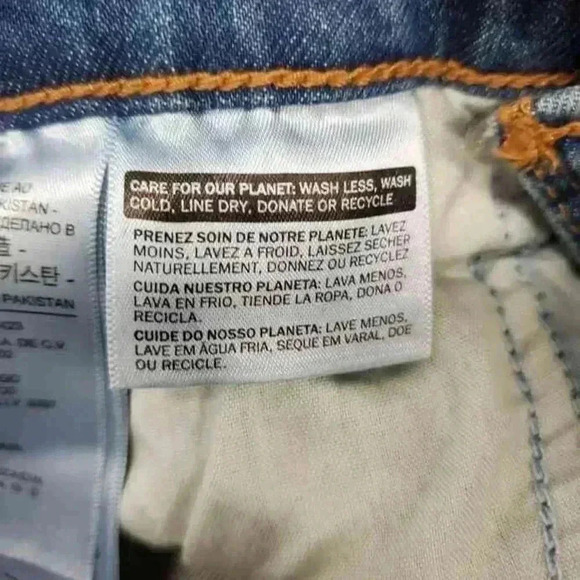 CARE FOR OUR PLANET: WASH LESS, WASH
COLD, LINE DRY, DONATE OR RECYCLE
PRENEZ SOIN DE NOTRE PLANETE: LAVEZ
MOINS, LAVEZ A FROID, LAISSEZ SECHER
NATURELLEMENT, DONNEZ OU RECYCLEZ
CUIDA NUESTRO PLANETA: LAVA MENOS,
LAVA EN FRIO, TIENDE LA ROPA, DONA O
RECICLA.
CUIDE DO NOSSO PLANETA: LAVE MENOS,
LAVE EM ÁGUA FRIA, SEQUE EM VARAL, DOE
OU RECICLE.
ДЕЛАНО В
키스탄 -
PAKISTAN